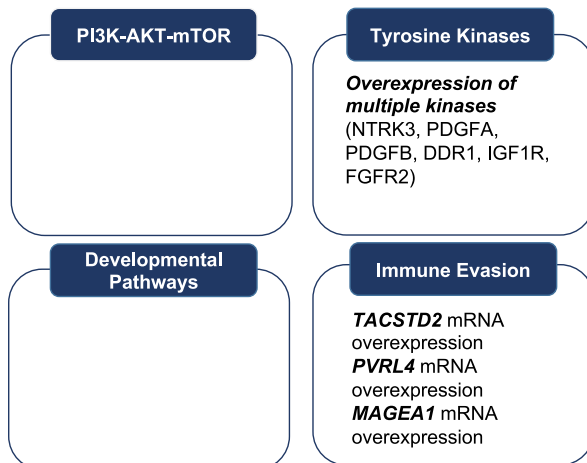 PI3K-AKT-mTOR
Tyrosine Kinases
Overexpression of
multiple kinases
(NTRK3, PDGFA,
PDGFB, DDR1, IGF1R,
FGFR2)
Developmental
Pathways
Immune Evasion
TACSTD2 mRNA
overexpression
PVRL4 mRNA
overexpression
MAGEA1 mRNA
overexpression